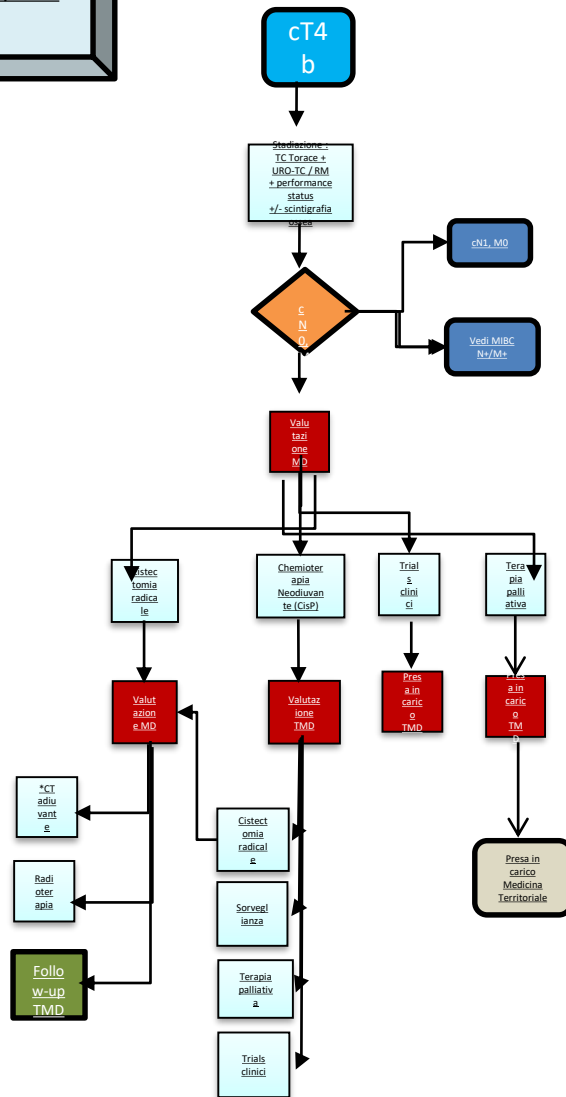 cT4
b
Stadiazione :
TC Torace +
URO-TC / RM
+ performance
status
+/- scintigrafia
ossea
cN1, M0
c
N
0,
Vedi MIBC
N+/M+
Valu
tazi
one
MD
Cistec
tomia
radica
le
Chemioter
apia
Neodiuvan
te (CisP)
Trial
s
clini
ci
Tera
pia
palli
ativa
Valut
azion
e MD
Valutaz
ione
TMD
Pres
a in
caric
o
TMD
Pres
a in
caric
o
TM
D
*CT
adiu
vant
e
Cistect
omia
radical
e
Presa in
carico
Medicina
Territoriale
Radi
oter
apia
Sorvegl
ianza
Follo
w-up
TMD
Terapia
palliativ
a
Trials
clinici